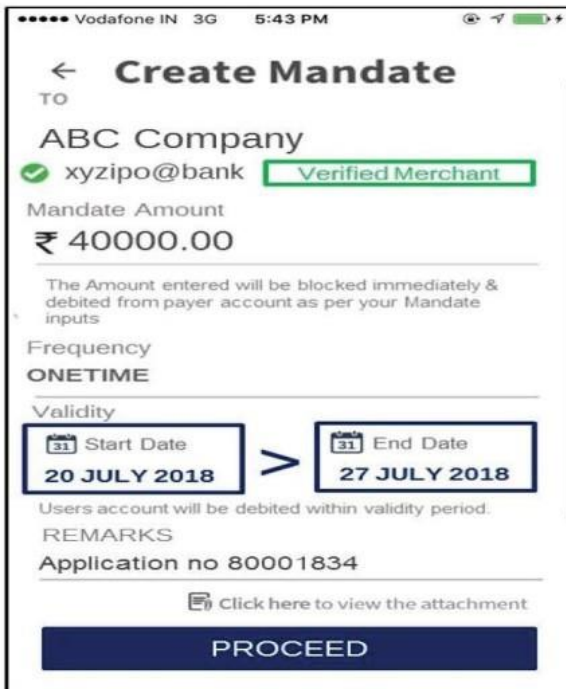 Vodafone IN 3G 5:43 PM
← Create Mandate
TO
ABC Company
xyzipo@bank Verified Merchant
Mandate Amount
₹ 40000.00
The Amount entered will be blocked immediately &
debited from payer account as per your Mandate
inputs
Frequency
ONETIME
Validity
31 Start Date > 31 End Date
20 JULY 2018 27 JULY 2018
Users account will be debited within validity period.
REMARKS
Application no 80001834
Click here to view the attachment
PROCEED